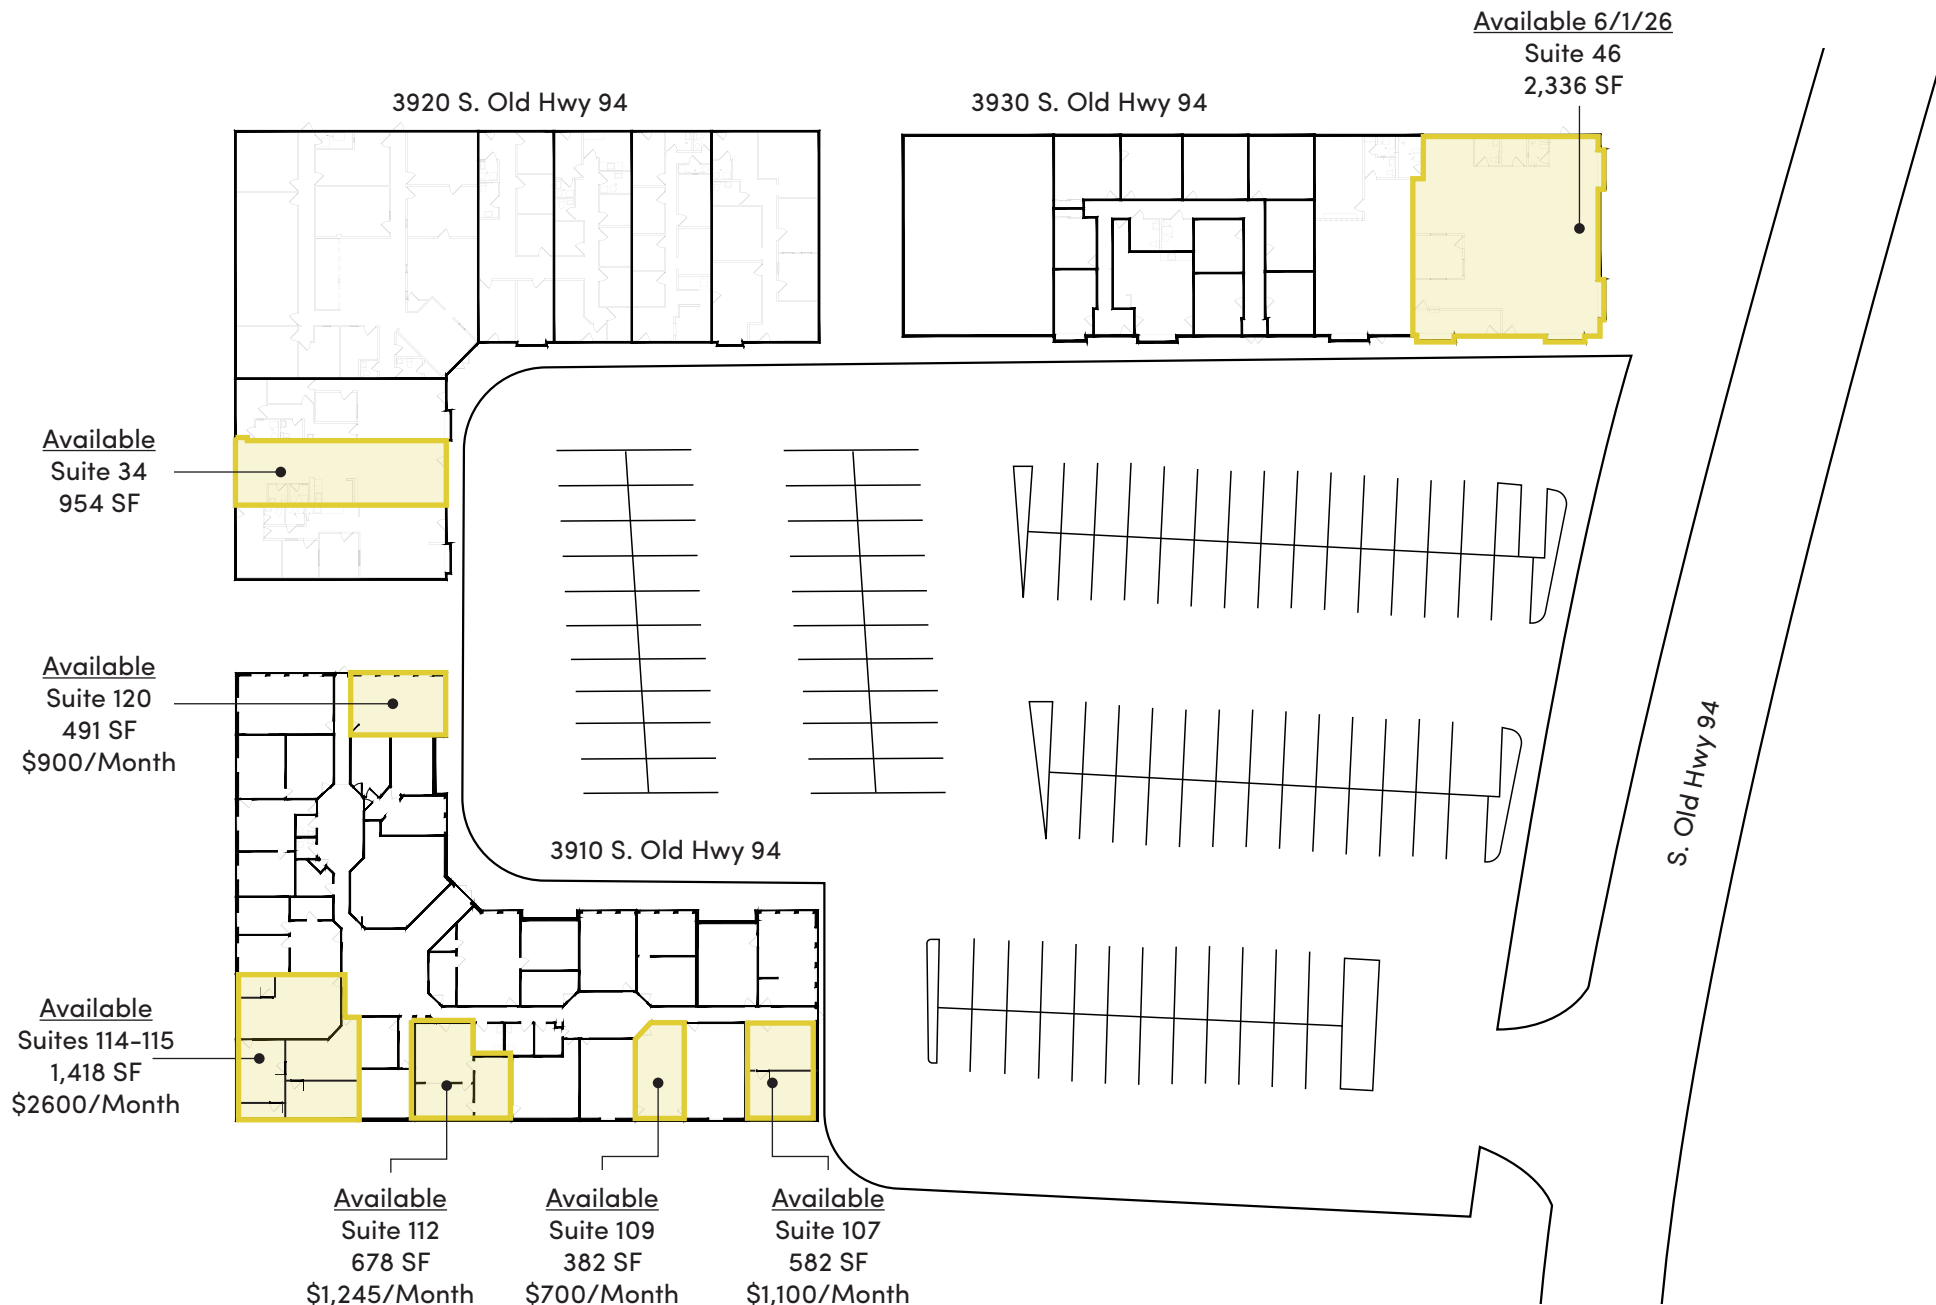 Available 6/1/26
Suite 46
2,336 SF
3920 S. Old Hwy 94
3930 S. Old Hwy 94
Available
Suite 34
954 SF
Available
Suite 120
491 SF
$900/Month
3910 S. Old Hwy 94
S. Old Hwy 94
Available
Suites 114-115
1,418 SF
$2600/Month
Available
Suite 112
678 SF
$1,245/Month
Available
Suite 109
382 SF
$700/Month
Available
Suite 107
582 SF
$1,100/Month